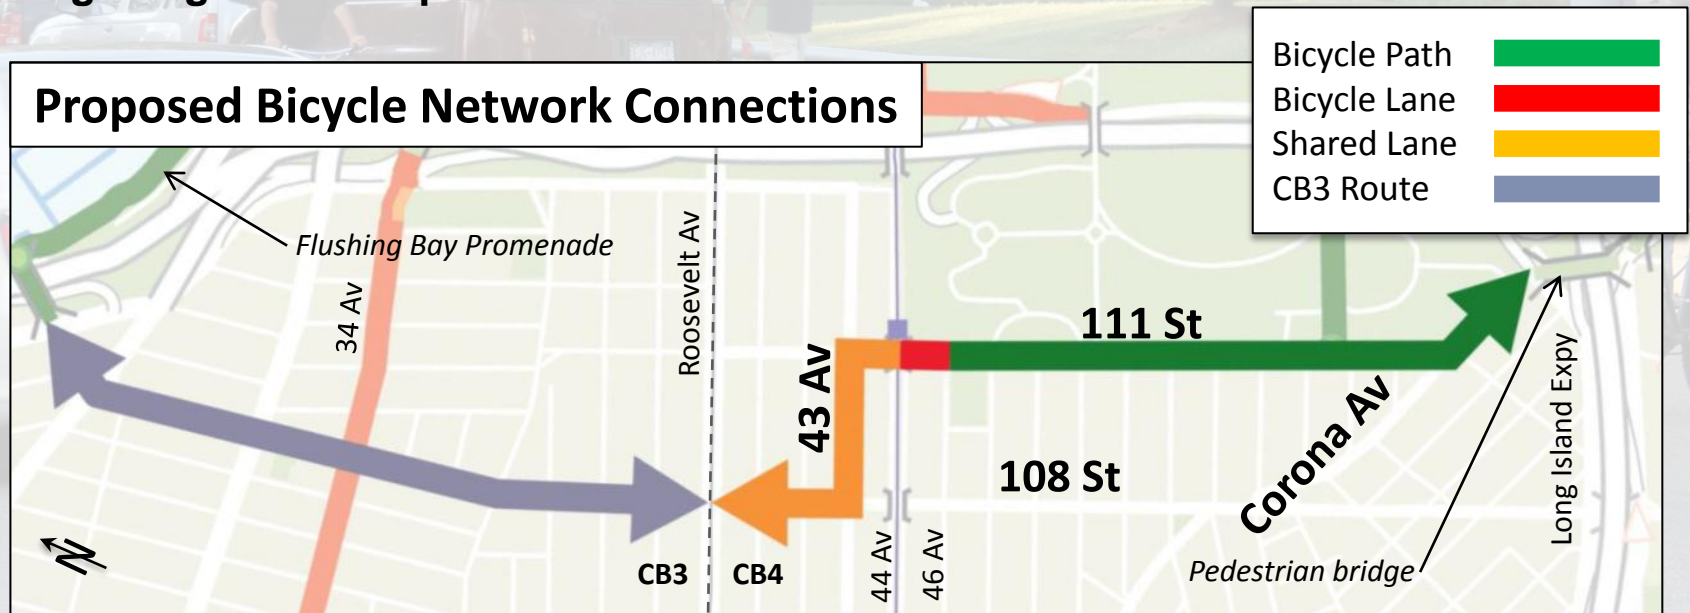 Proposed Bicycle Network Connections
Bicycle Path
Bicycle Lane
Shared Lane
CB3 Route
Flushing Bay Promenade
34 Av
Roosevelt Av
43 Av
111 St
108 St
Corona Av
Long Island Expy
Pedestrian bridge
44 Av
46 Av
CB3
CB4
N